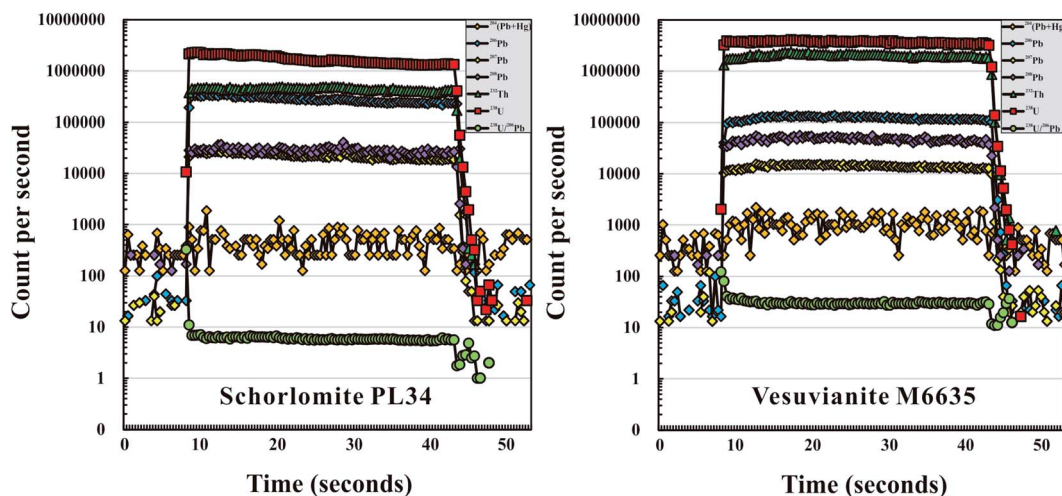 Count per second
10000000
1000000
100000
10000
1000
100
10
1
0
²⁰⁴(Pb+Hg)
²⁰⁶Pb
²⁰⁷Pb
²⁰⁸Pb
²³²Th
²³⁸U
²³⁸U/²⁰⁶Pb
Schorlomite PL34
0 10 20 30 40 50
Time (seconds)
Count per second
10000000
1000000
100000
10000
1000
100
10
1
0
²⁰⁴(Pb+Hg)
²⁰⁶Pb
²⁰⁷Pb
²⁰⁸Pb
²³²Th
²³⁸U
²³⁸U/²⁰⁶Pb
Vesuvianite M6635
0 10 20 30 40 50
Time (seconds)